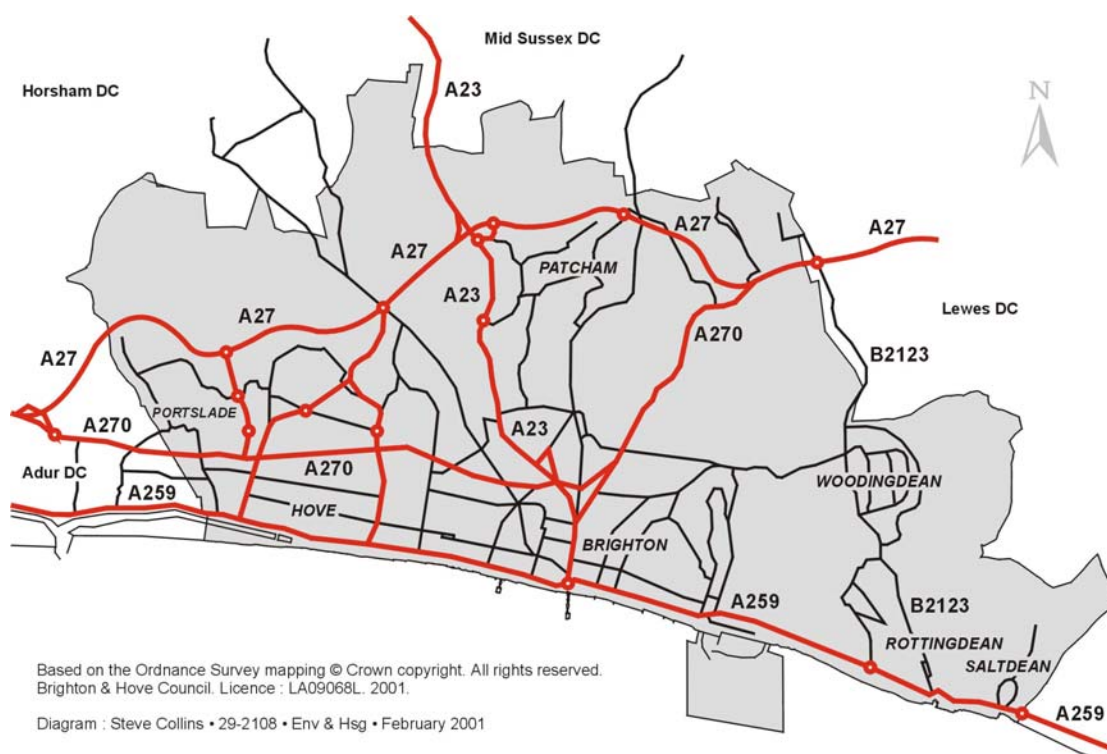 Mid Sussex DC
Horsham DC
A23
N
A27
A27
A27
PATCHAM
A23
Lewes DC
A27
A270
A27
B2123
PORTSLADE
A270
A23
Adur DC
A270
A259
WOODINGDEAN
HOVE
BRIGHTON
A259
B2123
ROTTINGDEAN
SALTDEAN
Based on the Ordnance Survey mapping © Crown copyright. All rights reserved.
Brighton & Hove Council. Licence : LA09068L. 2001.
Diagram : Steve Collins • 29-2108 • Env & Hsg • February 2001
A259